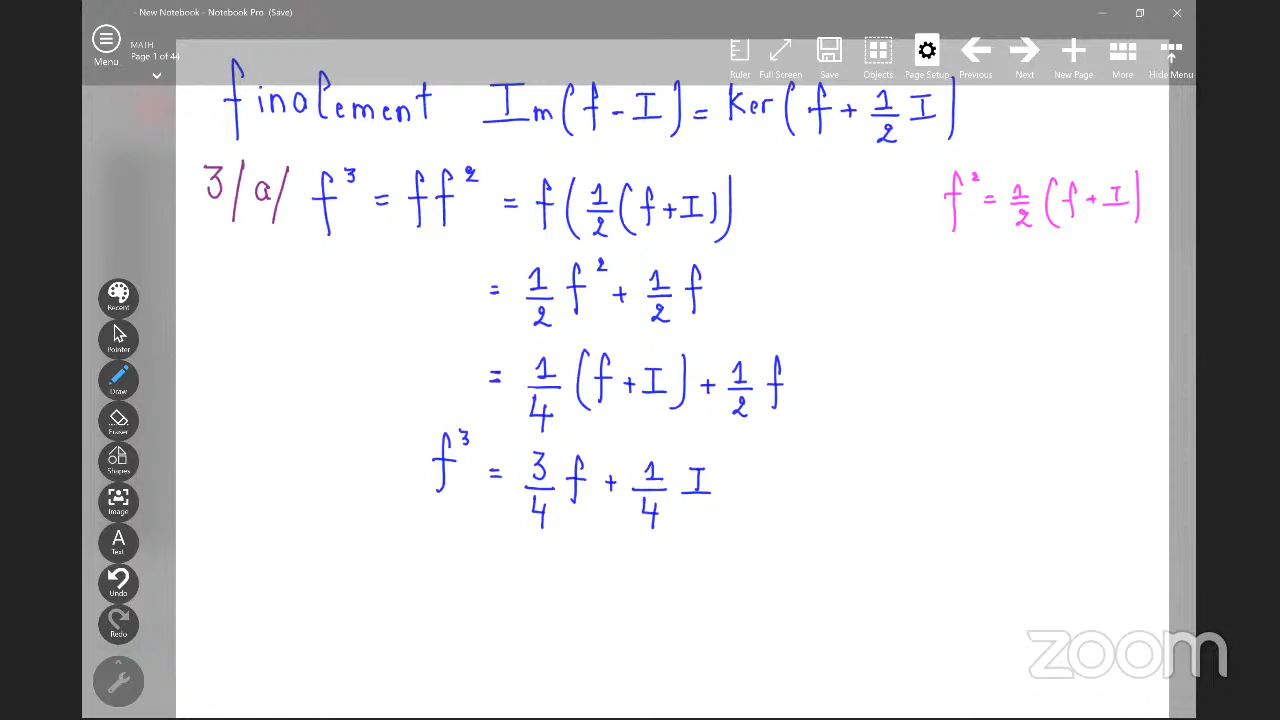 - New Notebook - Notebook Pro (Save)
Menu
MATH
Page 1 of 44
Ruler
Full Screen
Save
Objects
Page Setup
Previous
Next
New Page
More
Hide Menu
finalement Im(f - I) = Ker(f + 1/2 I)
3/a/ f³ = ff² = f(1/2(f+I))
f² = 1/2 (f+I)
= 1/2 f² + 1/2 f
= 1/4 (f+I) + 1/2 f
f³ = 3/4 f + 1/4 I
Recent
Pointer
Draw
Eraser
Shapes
Image
A
Text
Undo
Redo
zoom